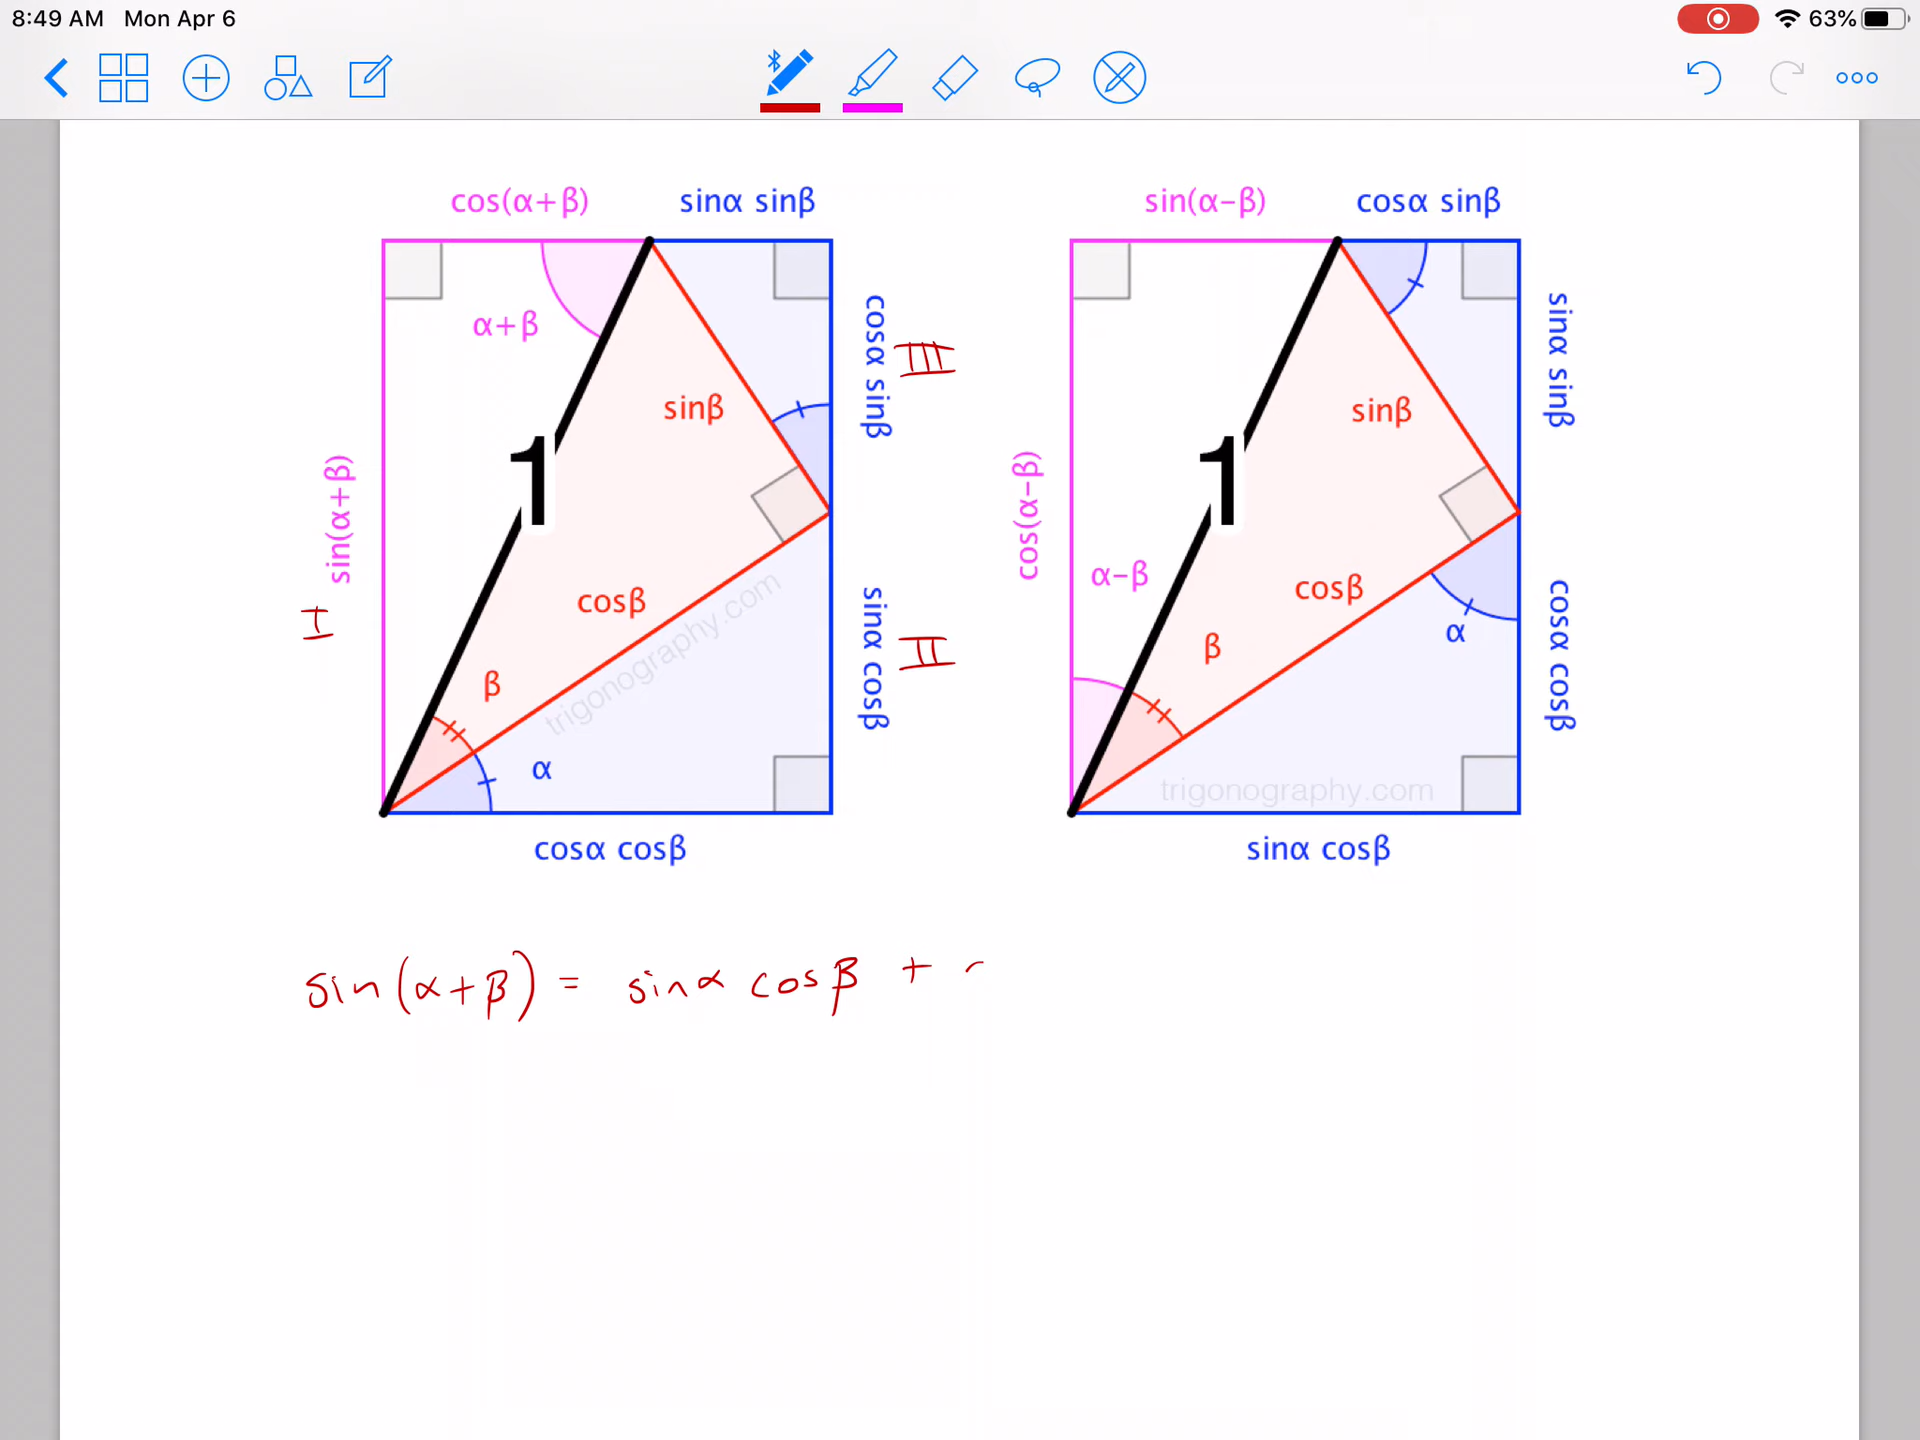 8:49 AM Mon Apr 6 63%
cos(α+β) sinα sinβ sin(α−β) cosα sinβ
α+β
cosα sinβ
III
sinα sinβ
sinβ
sinβ
1
1
sin(α+β)
cos(α−β)
α−β
cosβ
cosβ
I
sinα cosβ
II
α
cosα cosβ
β
β
trigonography.com
α
trigonography.com
cosα cosβ sinα cosβ
sin(α+β) = sinα cosβ +